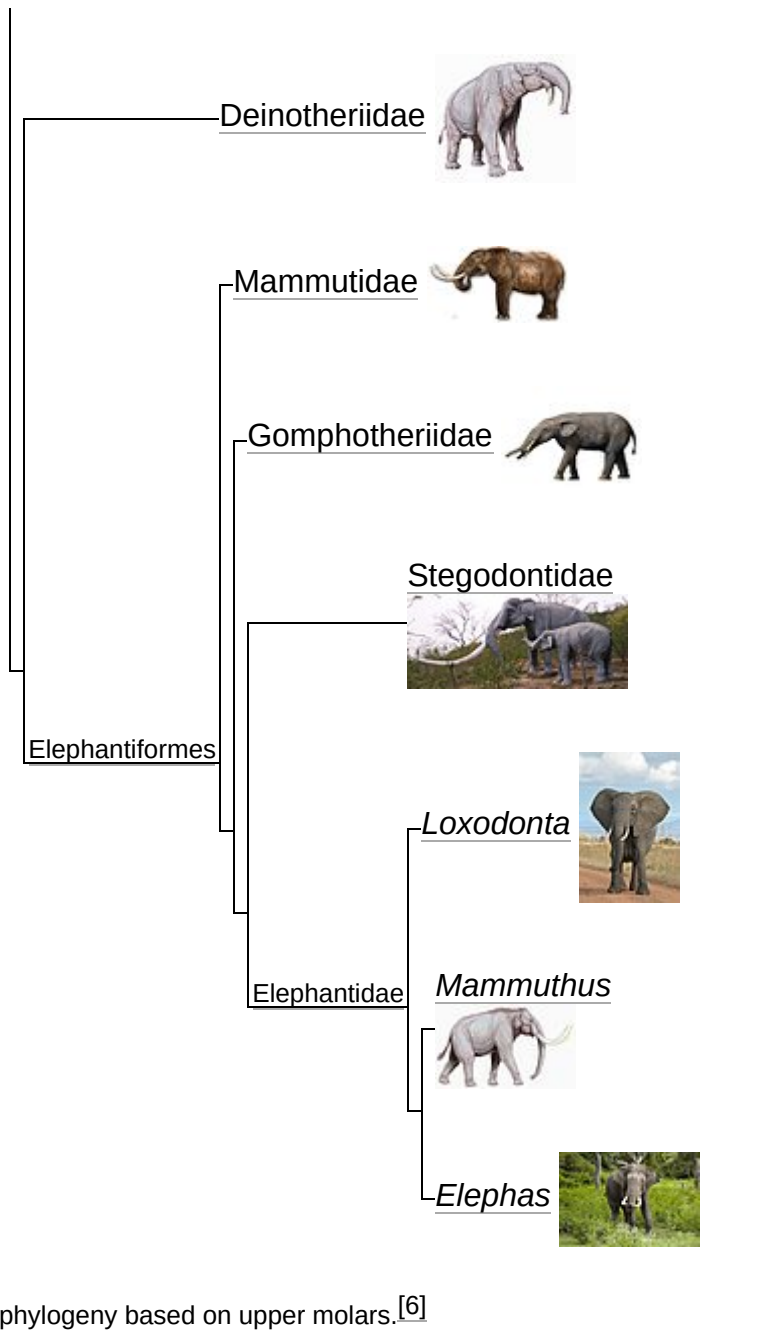 Deinotheriidae
Mammutidae
Gomphotheriidae
Stegodontidae
Elephantiformes
Loxodonta
Mammuthus
Elephantidae
Elephas
phylogeny based on upper molars.[6]